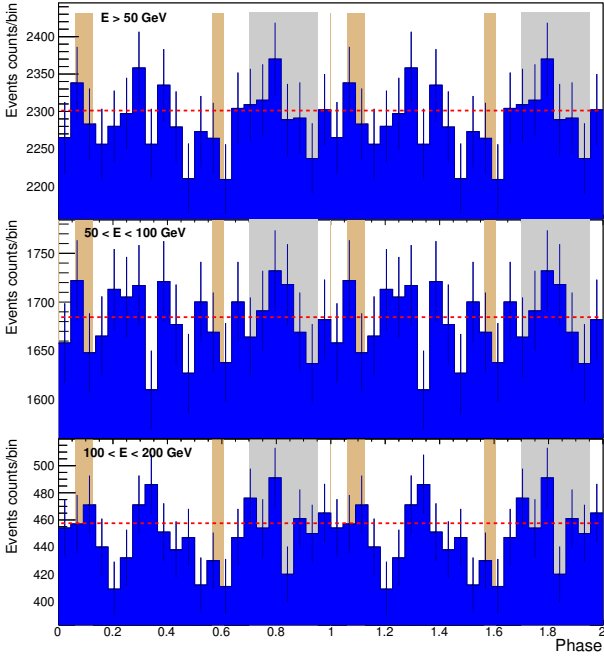 E > 50 GeV
Events counts/bin
2400
2350
2300
2250
2200
50 < E < 100 GeV
Events counts/bin
1750
1700
1650
1600
100 < E < 200 GeV
Events counts/bin
500
480
460
440
420
400
0 0.2 0.4 0.6 0.8 1 1.2 1.4 1.6 1.8 2
Phase